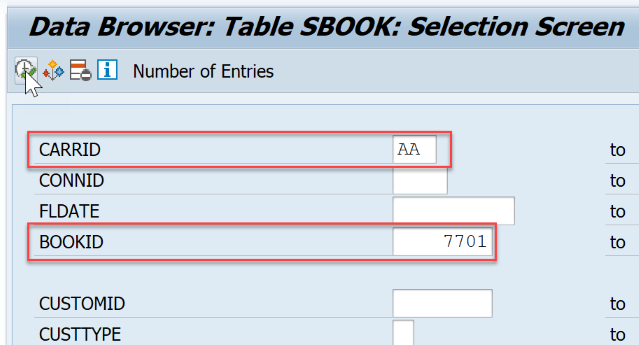 Data Browser: Table SBOOK: Selection Screen
Number of Entries
CARRID AA to
CONNID to
FLDATE to
BOOKID 7701 to
CUSTOMID to
CUSTTYPE to